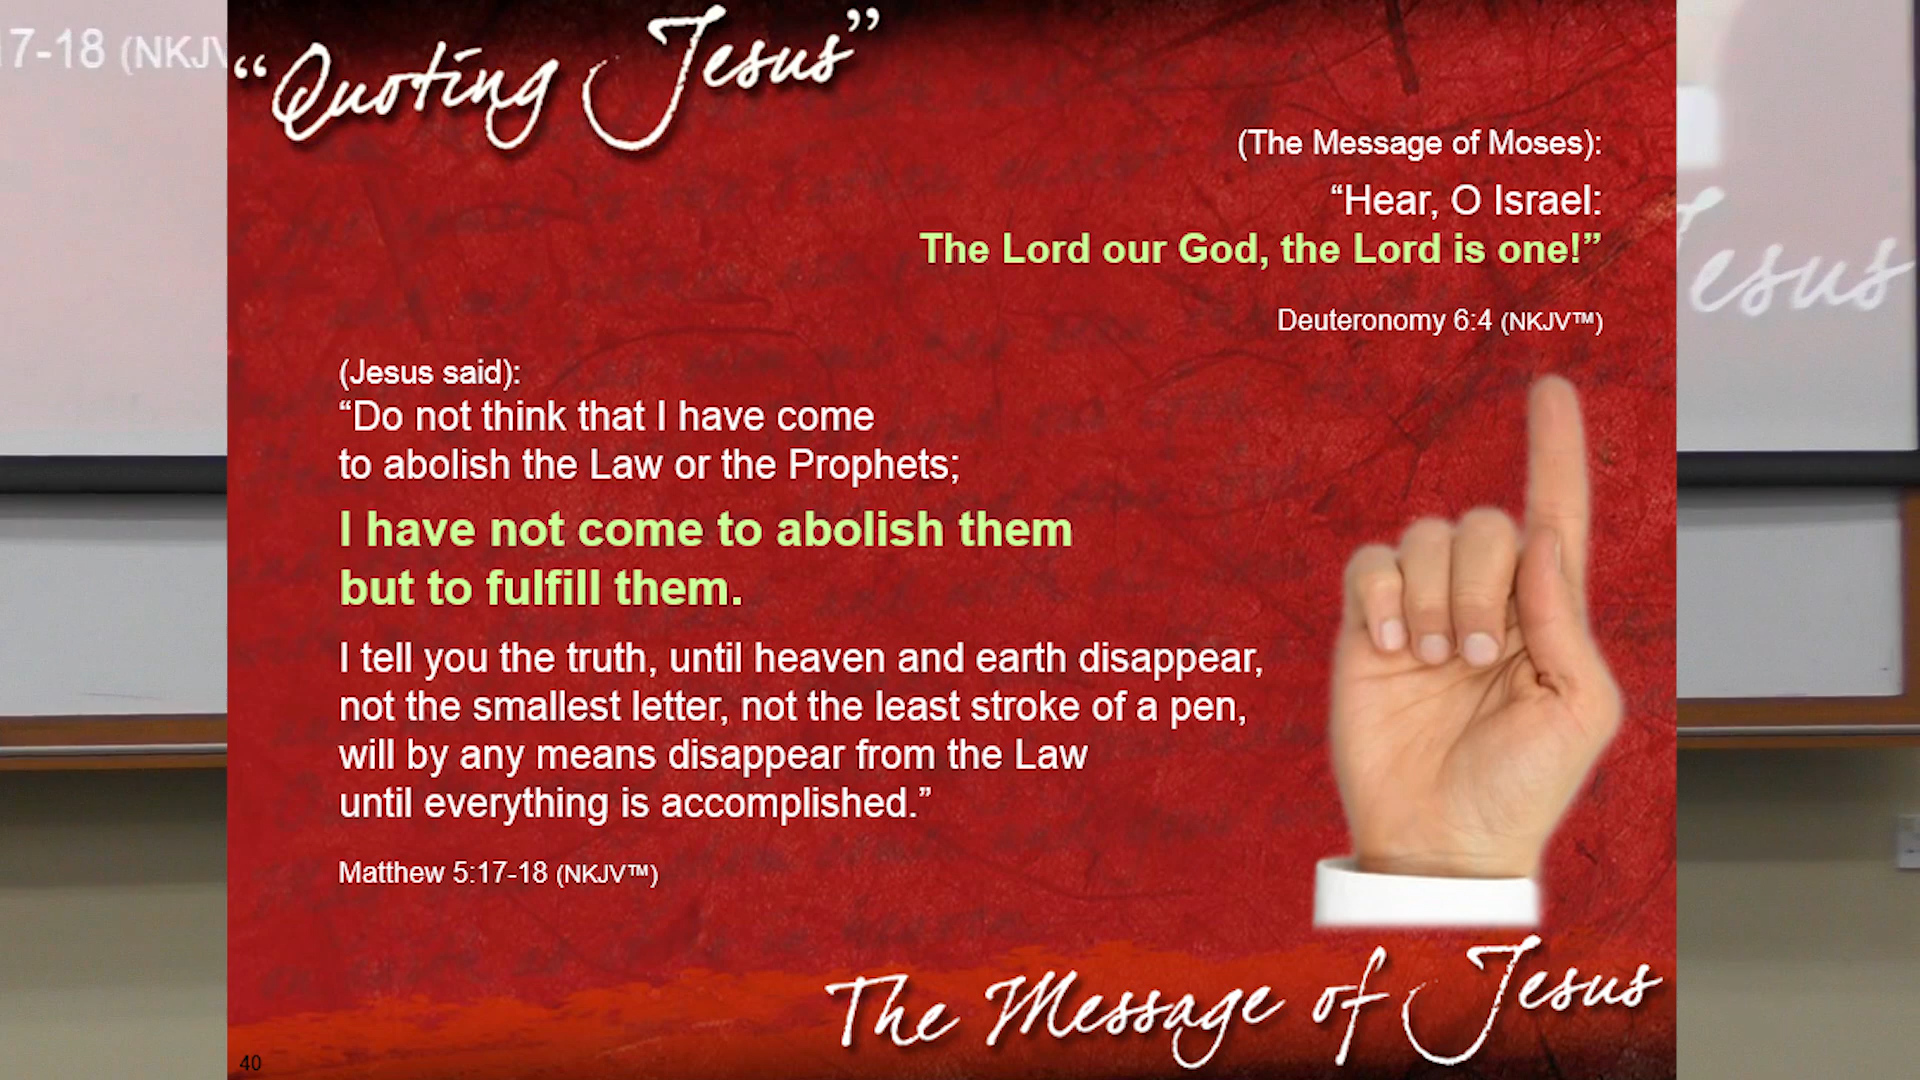 17-18 (NKJV
“Quoting Jesus”
(The Message of Moses):
“Hear, O Israel:
The Lord our God, the Lord is one!”
Deuteronomy 6:4 (NKJV™)
Jesus
(Jesus said):
“Do not think that I have come
to abolish the Law or the Prophets;
I have not come to abolish them
but to fulfill them.
I tell you the truth, until heaven and earth disappear,
not the smallest letter, not the least stroke of a pen,
will by any means disappear from the Law
until everything is accomplished.”
Matthew 5:17-18 (NKJV™)
The Message of Jesus
40